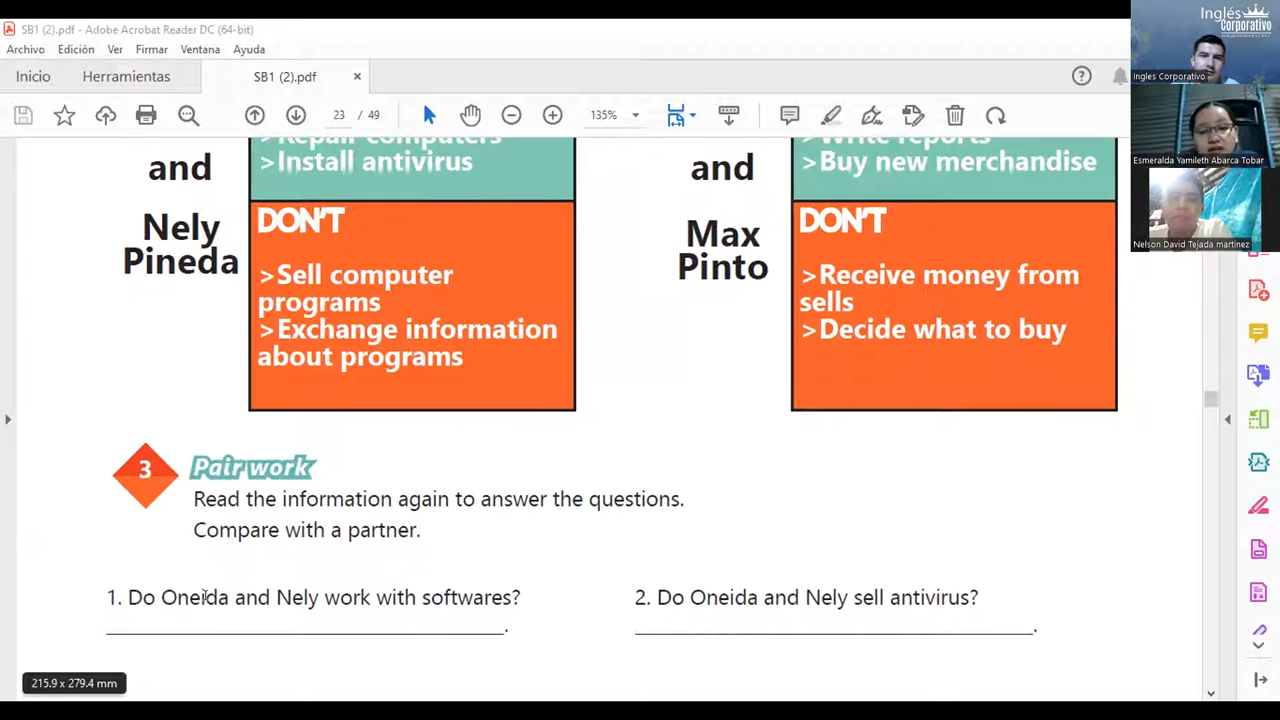 SB1 (2).pdf - Adobe Acrobat Reader DC (64-bit)
Archivo Edición Ver Firmar Ventana Ayuda
Inicio Herramientas SB1 (2).pdf
23 / 49 135%
Inglés
Corporativo
Ingles Corporativo
Esmeralda Yamileth Abarca Tobar
Nelson David Tejada martinez
and
Nely
Pineda
>Repair computers
>Install antivirus
DON'T
>Sell computer
programs
>Exchange information
about programs
and
Max
Pinto
>Write reports
>Buy new merchandise
DON'T
>Receive money from
sells
>Decide what to buy
3
Pair work
Read the information again to answer the questions.
Compare with a partner.
1. Do Oneida and Nely work with softwares?
2. Do Oneida and Nely sell antivirus?
215.9 x 279.4 mm